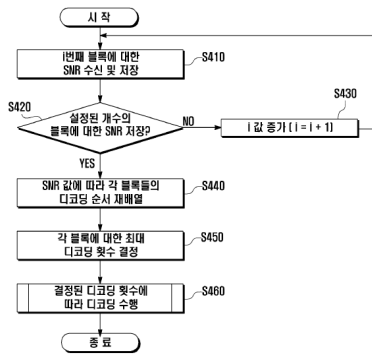 시 작
i번째 블록에 대한
SNR 수신 및 저장
S410
S420
설정된 개수의
블록에 대한 SNR 저장?
NO
S430
i 값 증가 ( i = i + 1)
YES
SNR 값에 따라 각 블록들의
디코딩 순서 재배열
S440
각 블록에 대한 최대
디코딩 횟수 결정
S450
결정된 디코딩 횟수에
따라 디코딩 수행
S460
종 료